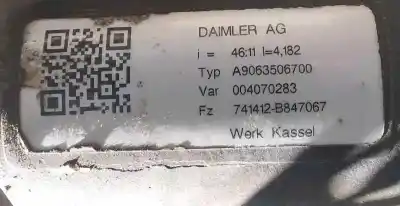 DAIMLER AG
i = 46:11 I=4,182
Typ A9063506700
Var 004070283
Fz 741412-B847067
Werk Kassel